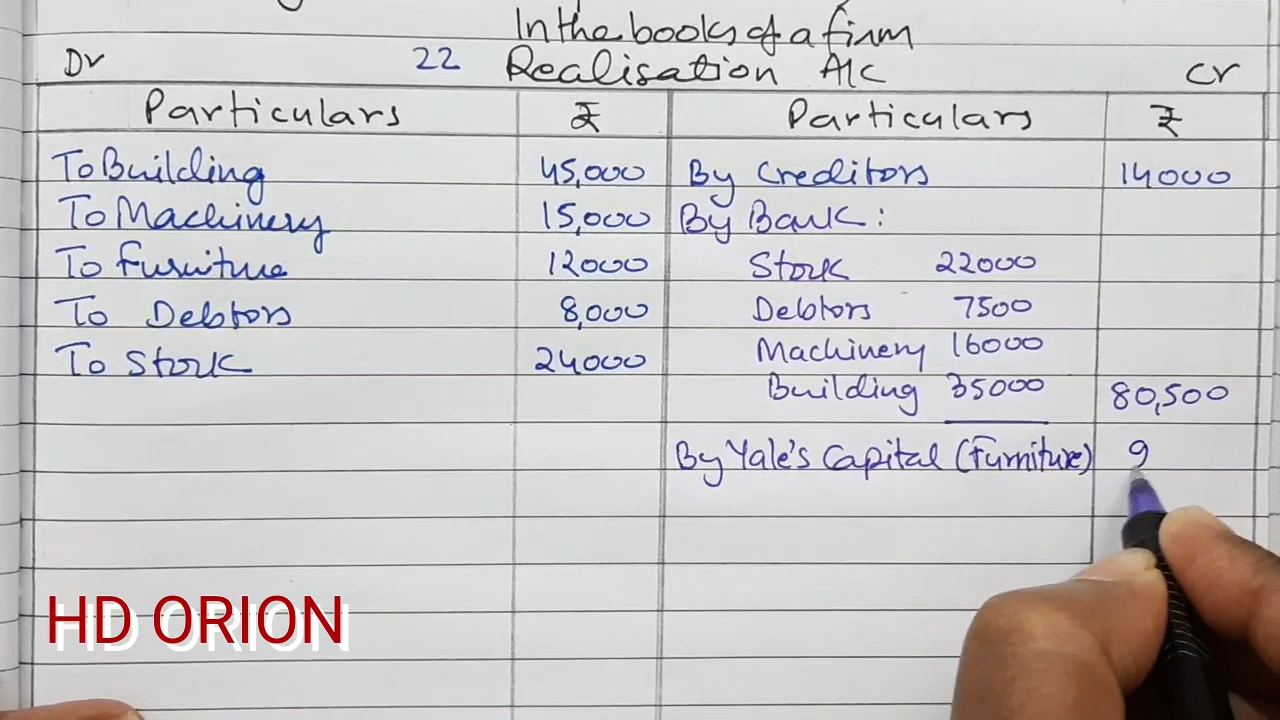 In the books of a firm
Dr 22 Realisation A/c Cr
Particulars ₹ Particulars ₹
To Building 45,000 By Creditors 14000
To Machinery 15,000 By Bank:
To Furniture 12000 Stock 22000
To Debtors 8,000 Debtors 7500
To Stock 24000 Machinery 16000
Building 35000 80,500
By Yale's Capital (Furniture) 9
HD ORION